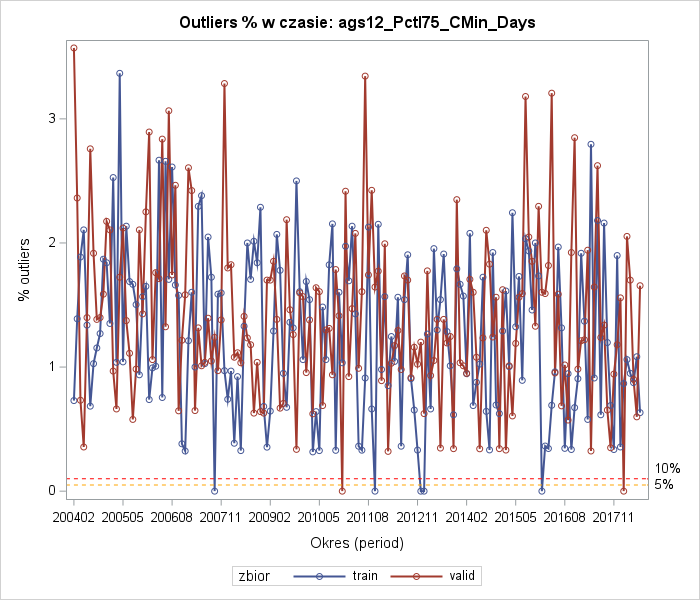 Outliers % w czasie: ags12_Pctl75_CMin_Days
% outliers
3
2
1
0
10%
5%
200402 200505 200608 200711 200902 201005 201108 201211 201402 201505 201608 201711
Okres (period)
zbior train valid